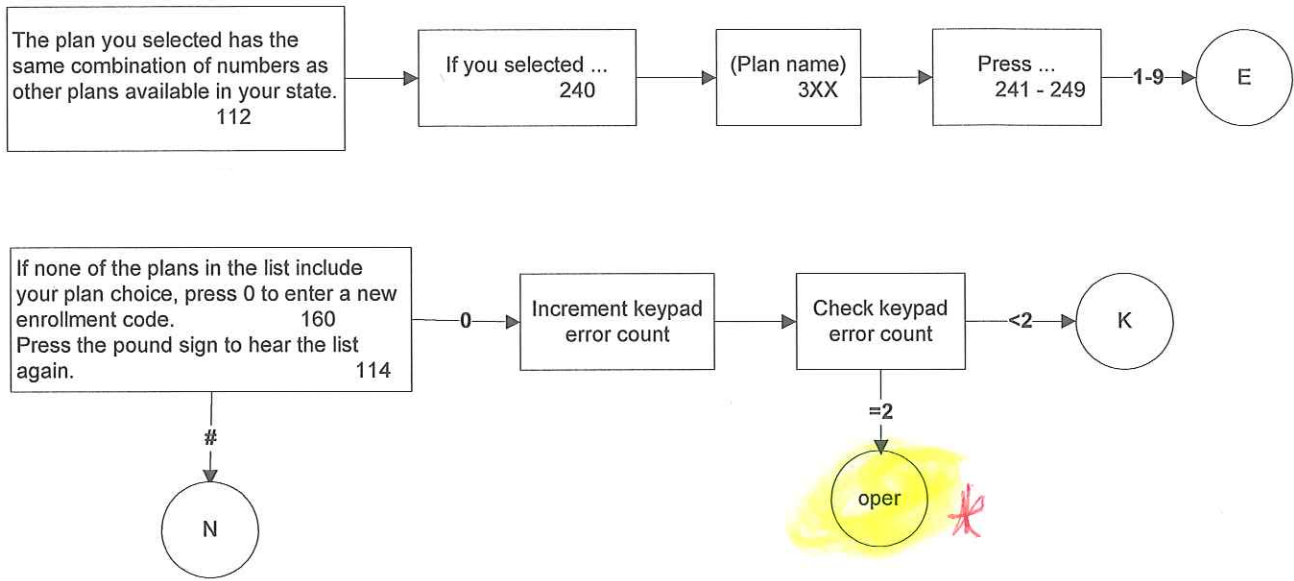 The plan you selected has the
same combination of numbers as
other plans available in your state.
112
If you selected ...
240
(Plan name)
3XX
Press ...
241 - 249
1-9
E
If none of the plans in the list include
your plan choice, press 0 to enter a new
enrollment code. 160
Press the pound sign to hear the list
again. 114
0
Increment keypad
error count
Check keypad
error count
<2
K
=2
oper
#
N